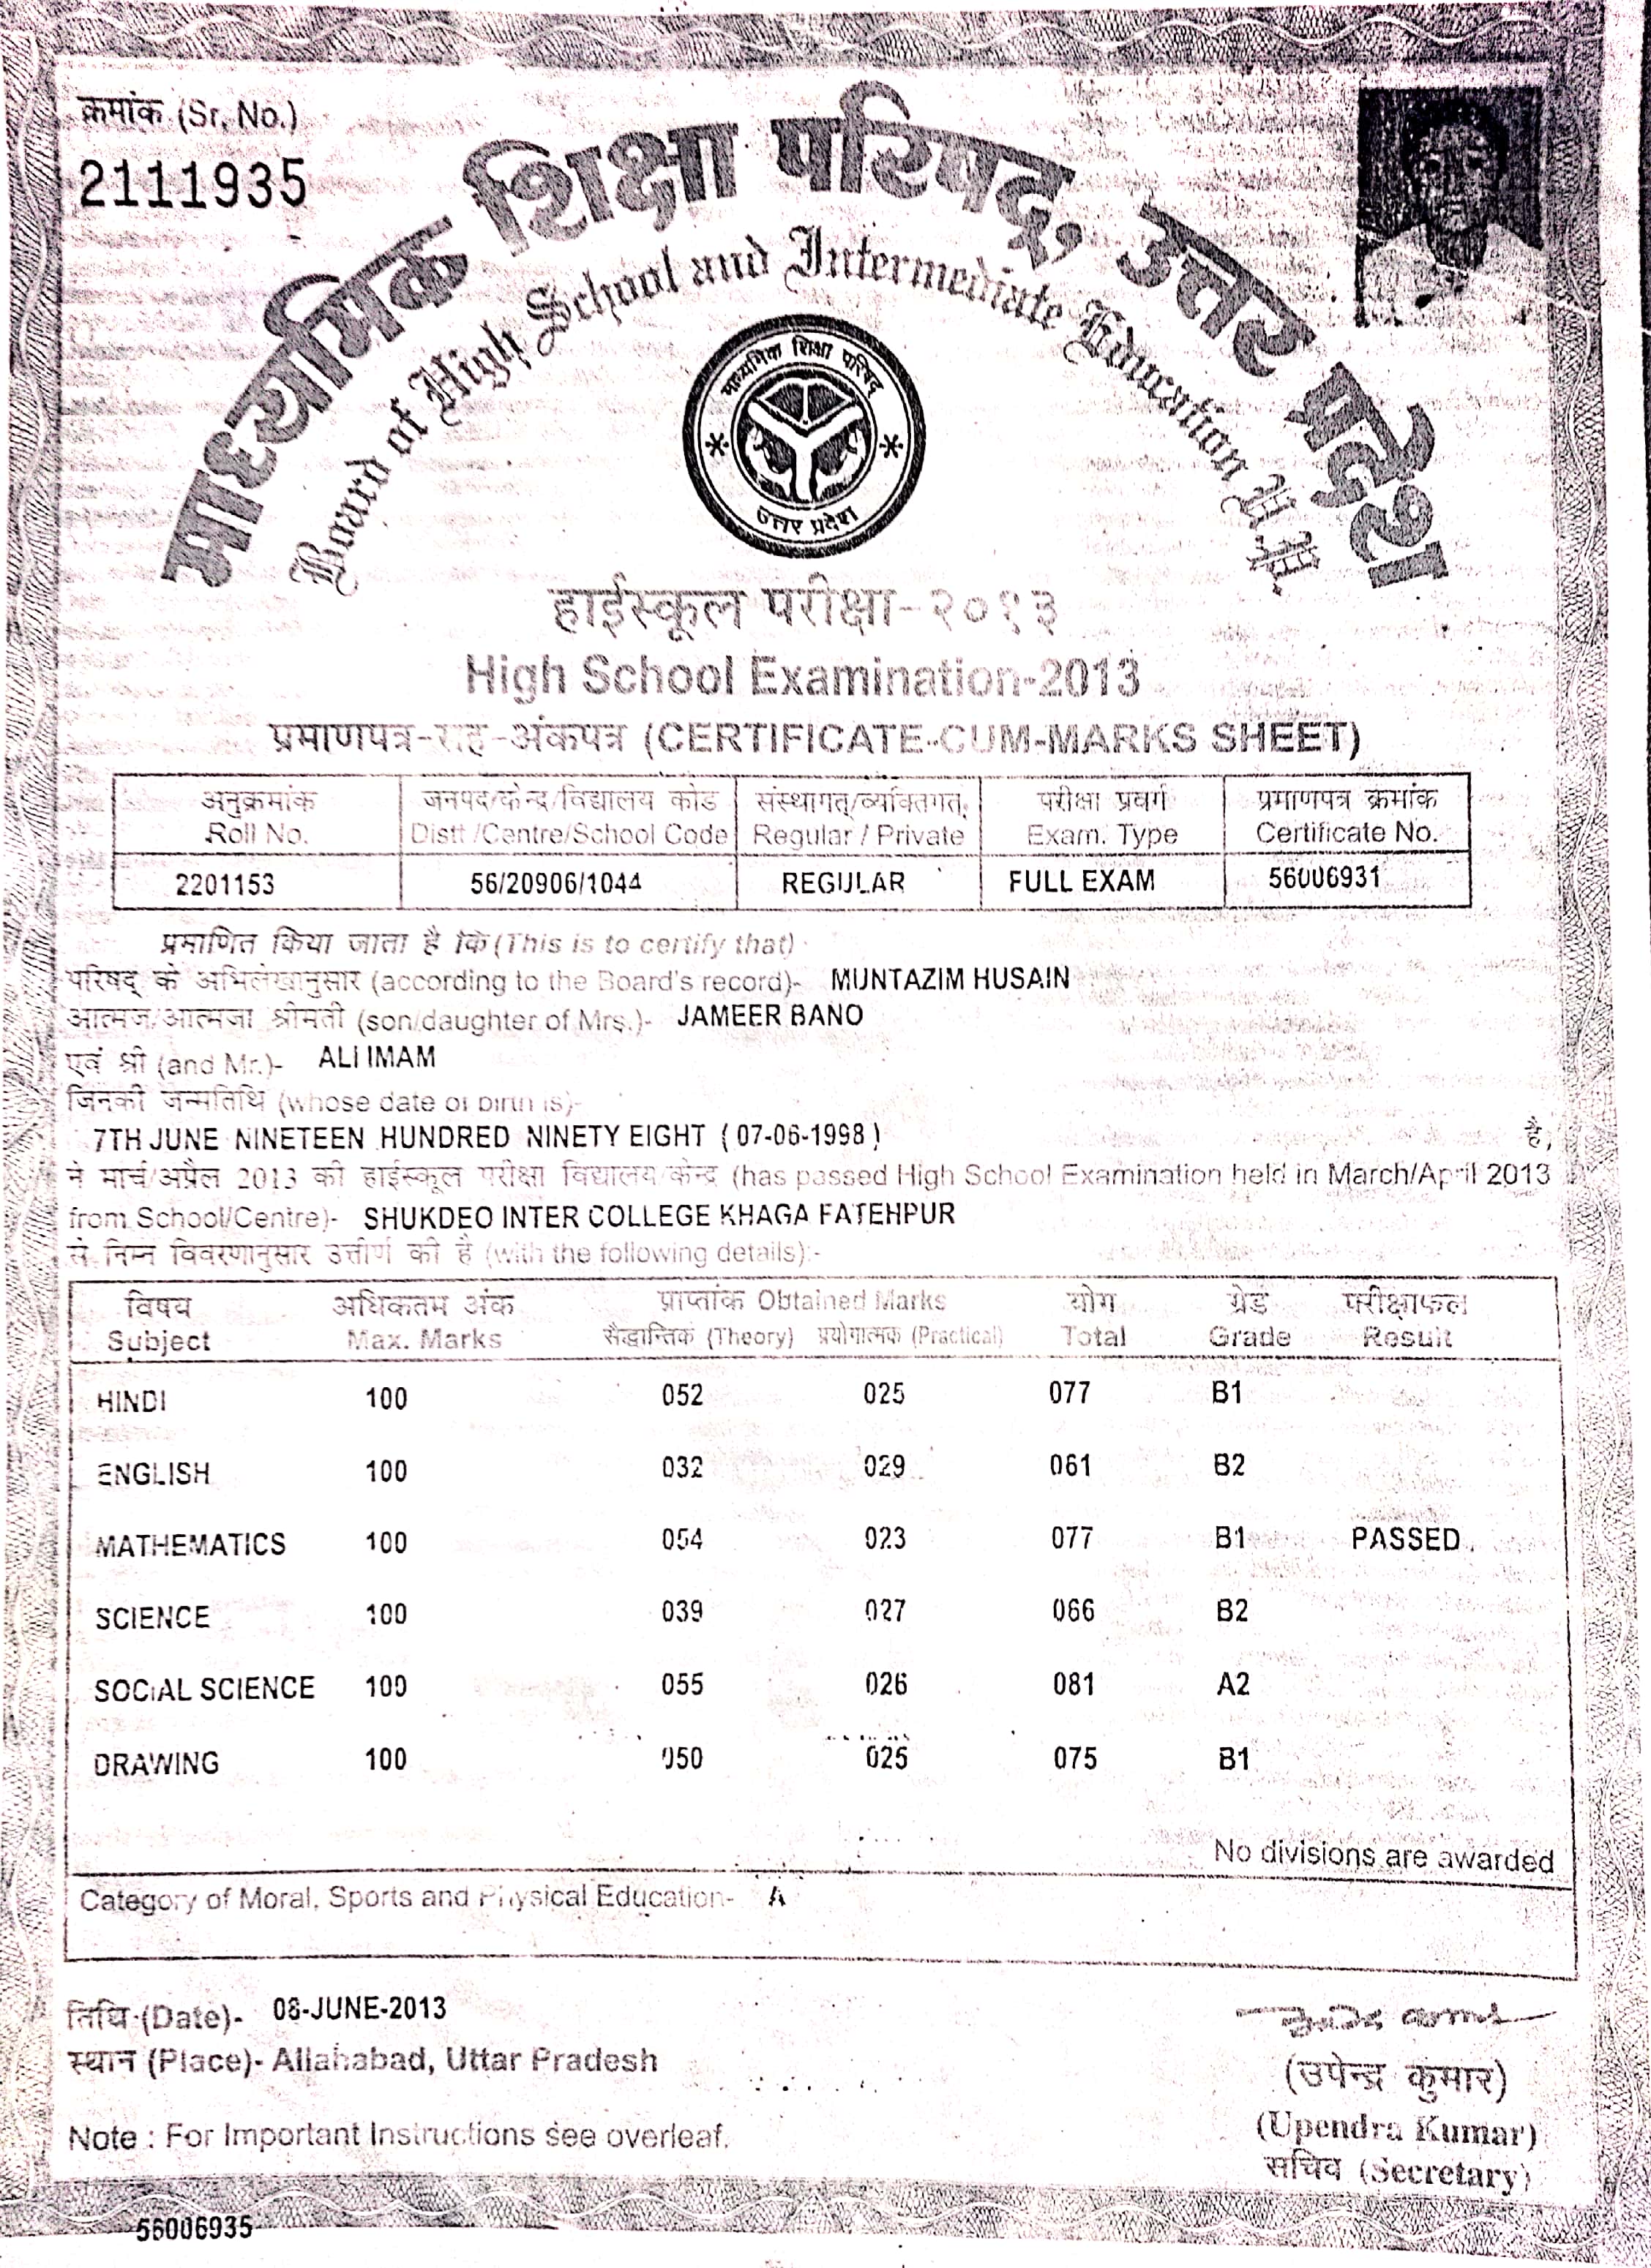 क्रमांक (Sr. No.)
2111935
माध्यमिक शिक्षा परिषद्, उत्तर प्रदेश
Board of High School and Intermediate Education U.P.
माध्यमिक शिक्षा परिषद्
उत्तर प्रदेश
हाईस्कूल परीक्षा-२०१३
High School Examination-2013
प्रमाणपत्र-सह-अंकपत्र (CERTIFICATE-CUM-MARKS SHEET)
अनुक्रमांक जनपद/केन्द्र/विद्यालय कोड संस्थागत/व्यक्तिगत परीक्षा प्रवर्ग प्रमाणपत्र क्रमांक
Roll No. Distt./Centre/School Code Regular / Private Exam. Type Certificate No.
2201153 56/20906/1044 REGULAR FULL EXAM 56006931
प्रमाणित किया जाता है कि (This is to certify that)
परिषद् के अभिलेखानुसार (according to the Board's record)- MUNTAZIM HUSAIN
आत्मज/आत्मजा श्रीमती (son/daughter of Mrs.)- JAMEER BANO
एवं श्री (and Mr.)- ALI IMAM
जिनकी जन्मतिथि (whose date of birth is)-
7TH JUNE NINETEEN HUNDRED NINETY EIGHT ( 07-06-1998 ) है,
ने मार्च/अप्रैल 2013 की हाईस्कूल परीक्षा विद्यालय/केन्द्र (has passed High School Examination held in March/April 2013
from School/Centre)- SHUKDEO INTER COLLEGE KHAGA FATEHPUR
से निम्न विवरणानुसार उत्तीर्ण की है (with the following details):-
विषय अधिकतम अंक प्राप्तांक Obtained Marks योग ग्रेड परीक्षाफल
Subject Max. Marks सैद्धान्तिक (Theory) प्रयोगात्मक (Practical) Total Grade Result
HINDI 100 052 025 077 B1
ENGLISH 100 032 029 061 B2
MATHEMATICS 100 054 023 077 B1 PASSED
SCIENCE 100 039 027 066 B2
SOCIAL SCIENCE 100 055 026 081 A2
DRAWING 100 050 025 075 B1
No divisions are awarded
Category of Moral, Sports and Physical Education- A
तिथि (Date)- 08-JUNE-2013
स्थान (Place)- Allahabad, Uttar Pradesh
(उपेन्द्र कुमार)
(Upendra Kumar)
सचिव (Secretary)
Note : For Important Instructions see overleaf.
56006935